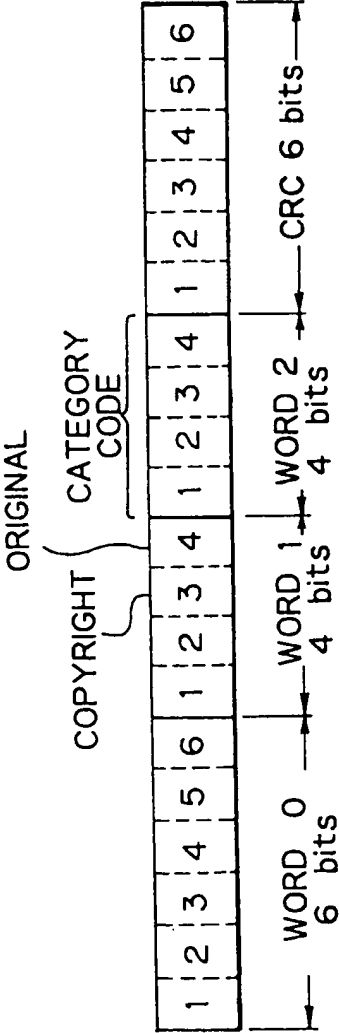 ORIGINAL
COPYRIGHT
CATEGORY
CODE
1 2 3 4 5 6 1 2 3 4 1 2 3 4 1 2 3 4 5 6
WORD 0
6 bits
WORD 1
4 bits
WORD 2
4 bits
CRC 6 bits